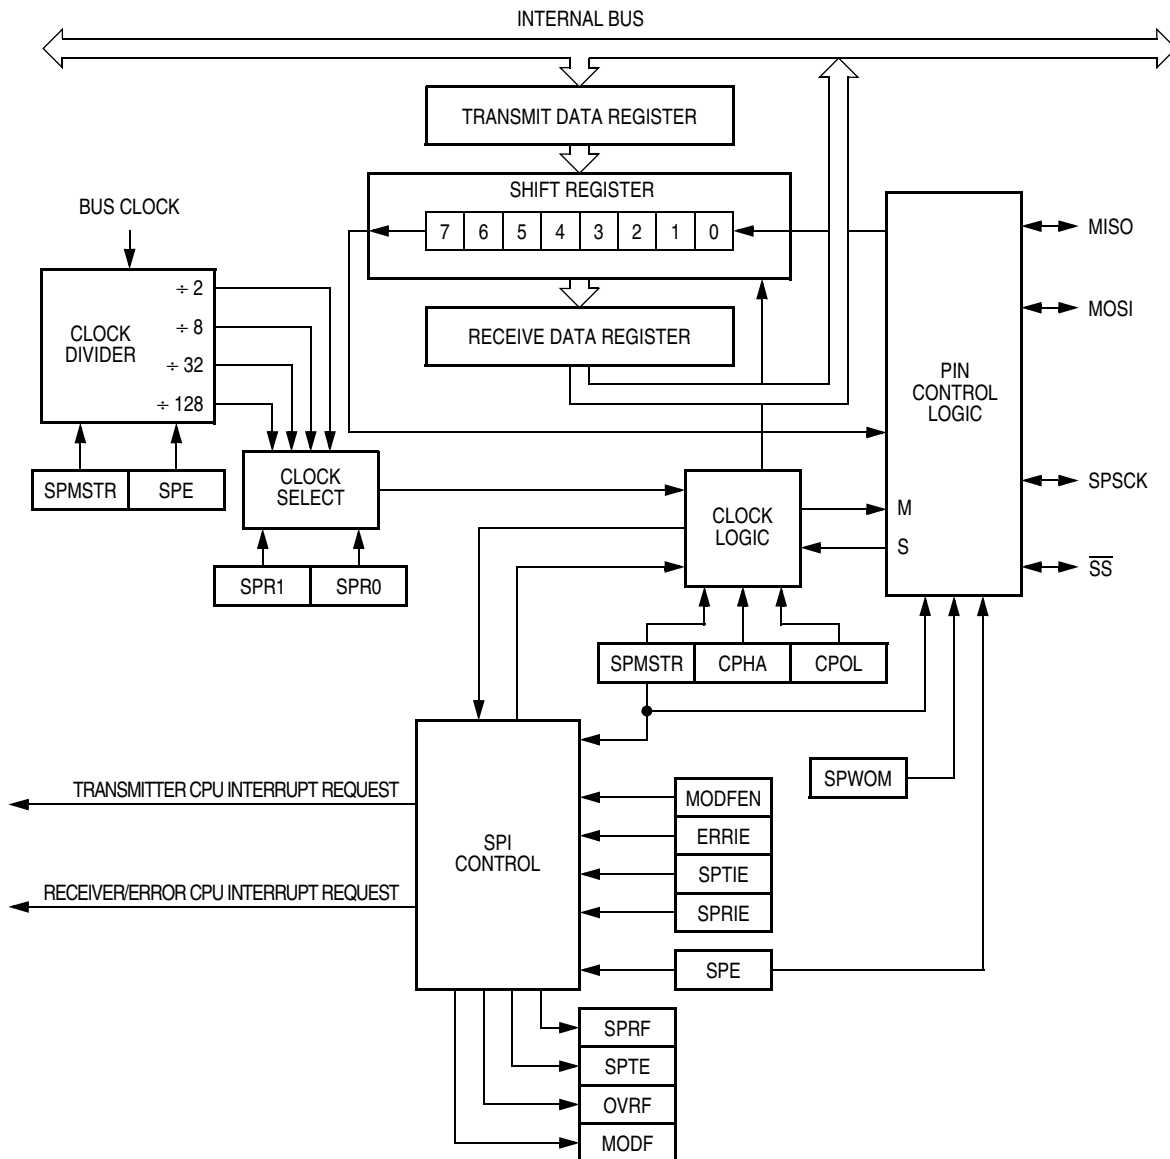 INTERNAL BUS
TRANSMIT DATA REGISTER
SHIFT REGISTER
7 6 5 4 3 2 1 0
RECEIVE DATA REGISTER
BUS CLOCK
CLOCK
DIVIDER
÷ 2
÷ 8
÷ 32
÷ 128
SPMSTR SPE
CLOCK
SELECT
SPR1 SPR0
PIN
CONTROL
LOGIC
M
S
MISO
MOSI
SPSCK
S̅S̅
CLOCK
LOGIC
SPMSTR CPHA CPOL
SPWOM
TRANSMITTER CPU INTERRUPT REQUEST
RECEIVER/ERROR CPU INTERRUPT REQUEST
SPI
CONTROL
MODFEN
ERRIE
SPTIE
SPRIE
SPE
SPRF
SPTE
OVRF
MODF